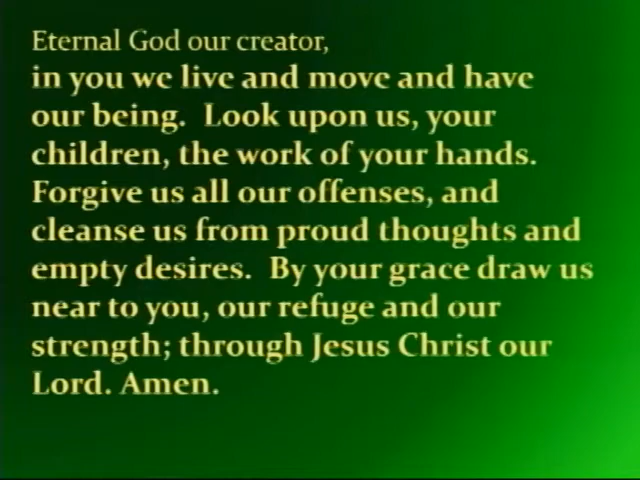 Eternal God our creator,
in you we live and move and have
our being.  Look upon us, your
children, the work of your hands.
Forgive us all our offenses, and
cleanse us from proud thoughts and
empty desires.  By your grace draw us
near to you, our refuge and our
strength; through Jesus Christ our
Lord. Amen.